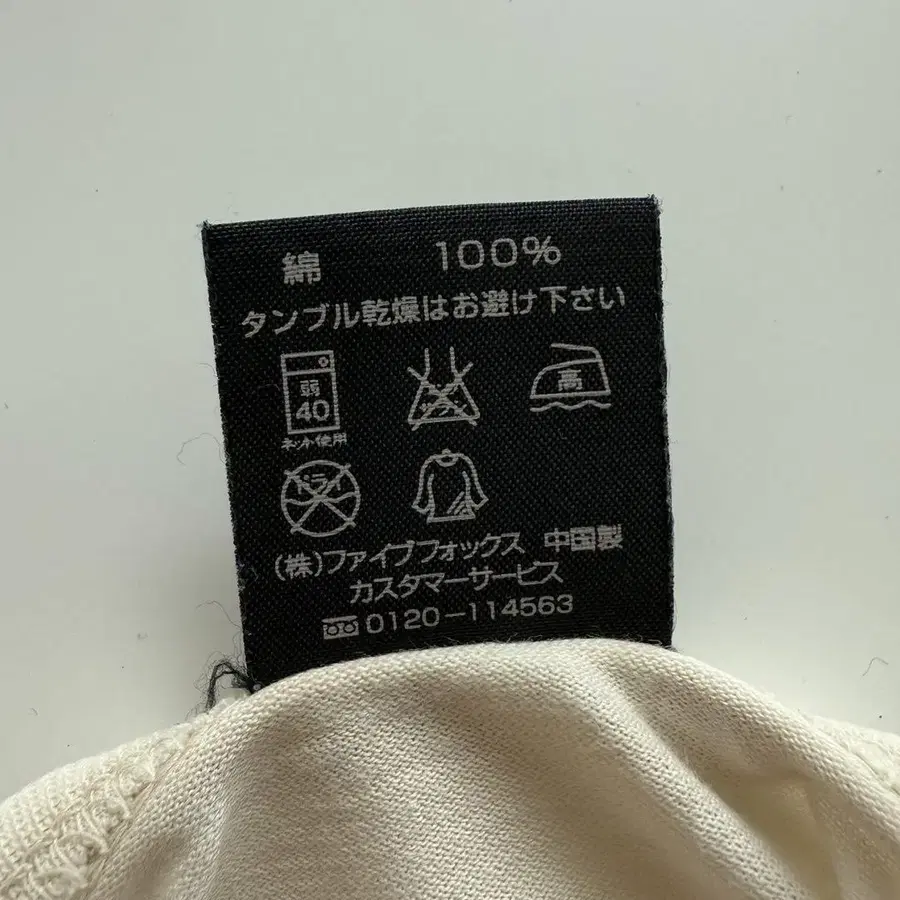 綿 100%
タンブル乾燥はお避け下さい
弱
40
ネット使用
高
ドライ
(株)ファイブフォックス 中国製
カスタマーサービス
0120-114563